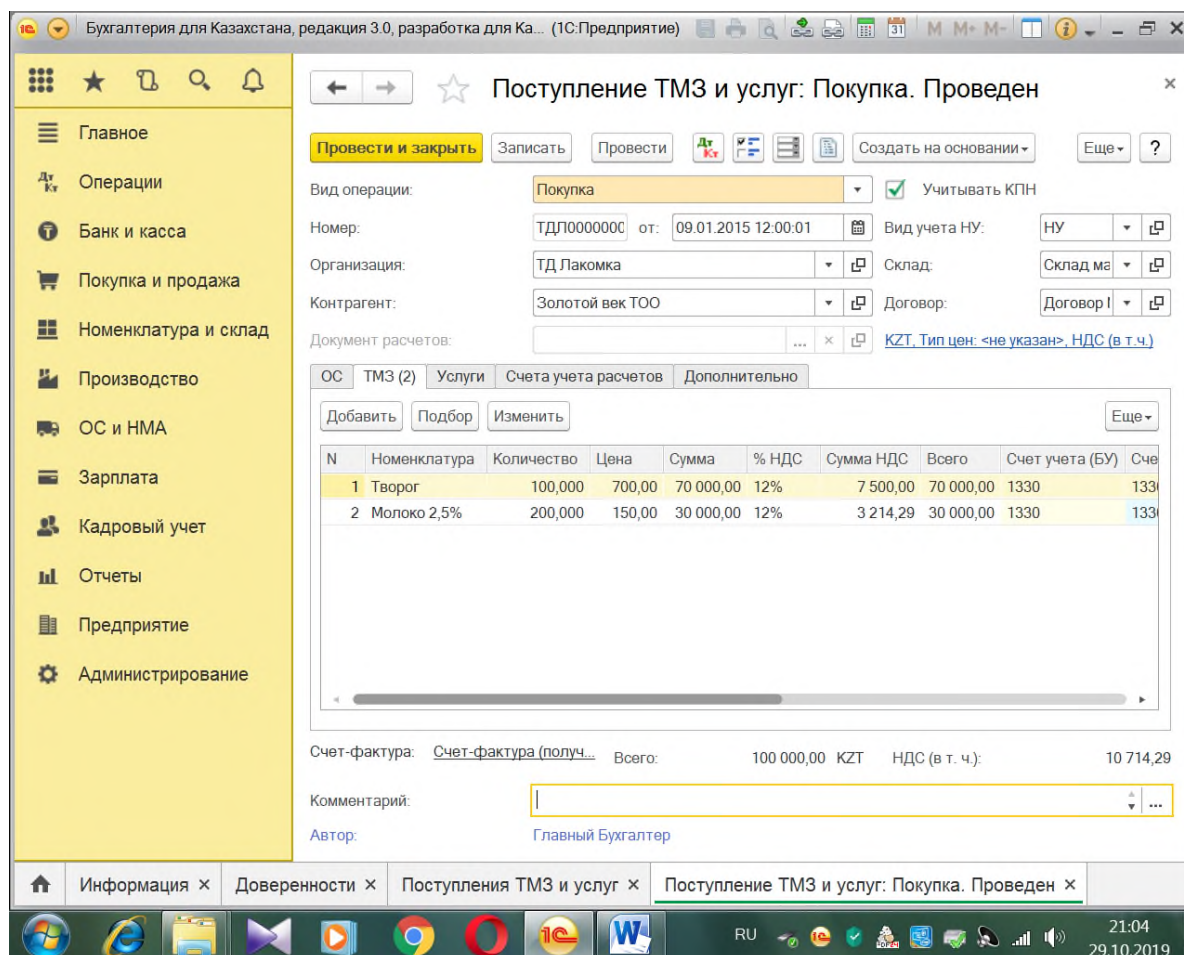 1С Бухгалтерия для Казахстана, редакция 3.0, разработка для Ка... (1С:Предприятие) 31 M M+ M-
Поступление ТМЗ и услуг: Покупка. Проведен
Главное
Операции
Банк и касса
Покупка и продажа
Номенклатура и склад
Производство
ОС и НМА
Зарплата
Кадровый учет
Отчеты
Предприятие
Администрирование
Провести и закрыть Записать Провести Дт Кт Создать на основании Еще ?
Вид операции: Покупка Учитывать КПН
Номер: ТДЛ0000000 от: 09.01.2015 12:00:01 Вид учета НУ: НУ
Организация: ТД Лакомка Склад: Склад ма
Контрагент: Золотой век ТОО Договор: Договор
Документ расчетов: ... KZT, Тип цен: <не указан>, НДС (в т.ч.)
ОС ТМЗ (2) Услуги Счета учета расчетов Дополнительно
Добавить Подбор Изменить Еще
N Номенклатура Количество Цена Сумма % НДС Сумма НДС Всего Счет учета (БУ) Сче
1 Творог 100,000 700,00 70 000,00 12% 7 500,00 70 000,00 1330 133
2 Молоко 2,5% 200,000 150,00 30 000,00 12% 3 214,29 30 000,00 1330 133
Счет-фактура: Счет-фактура (получ... Всего: 100 000,00 KZT НДС (в т. ч.): 10 714,29
Комментарий: ...
Автор: Главный Бухгалтер
Информация Доверенности Поступления ТМЗ и услуг Поступление ТМЗ и услуг: Покупка. Проведен
RU 21:04
29.10.2019